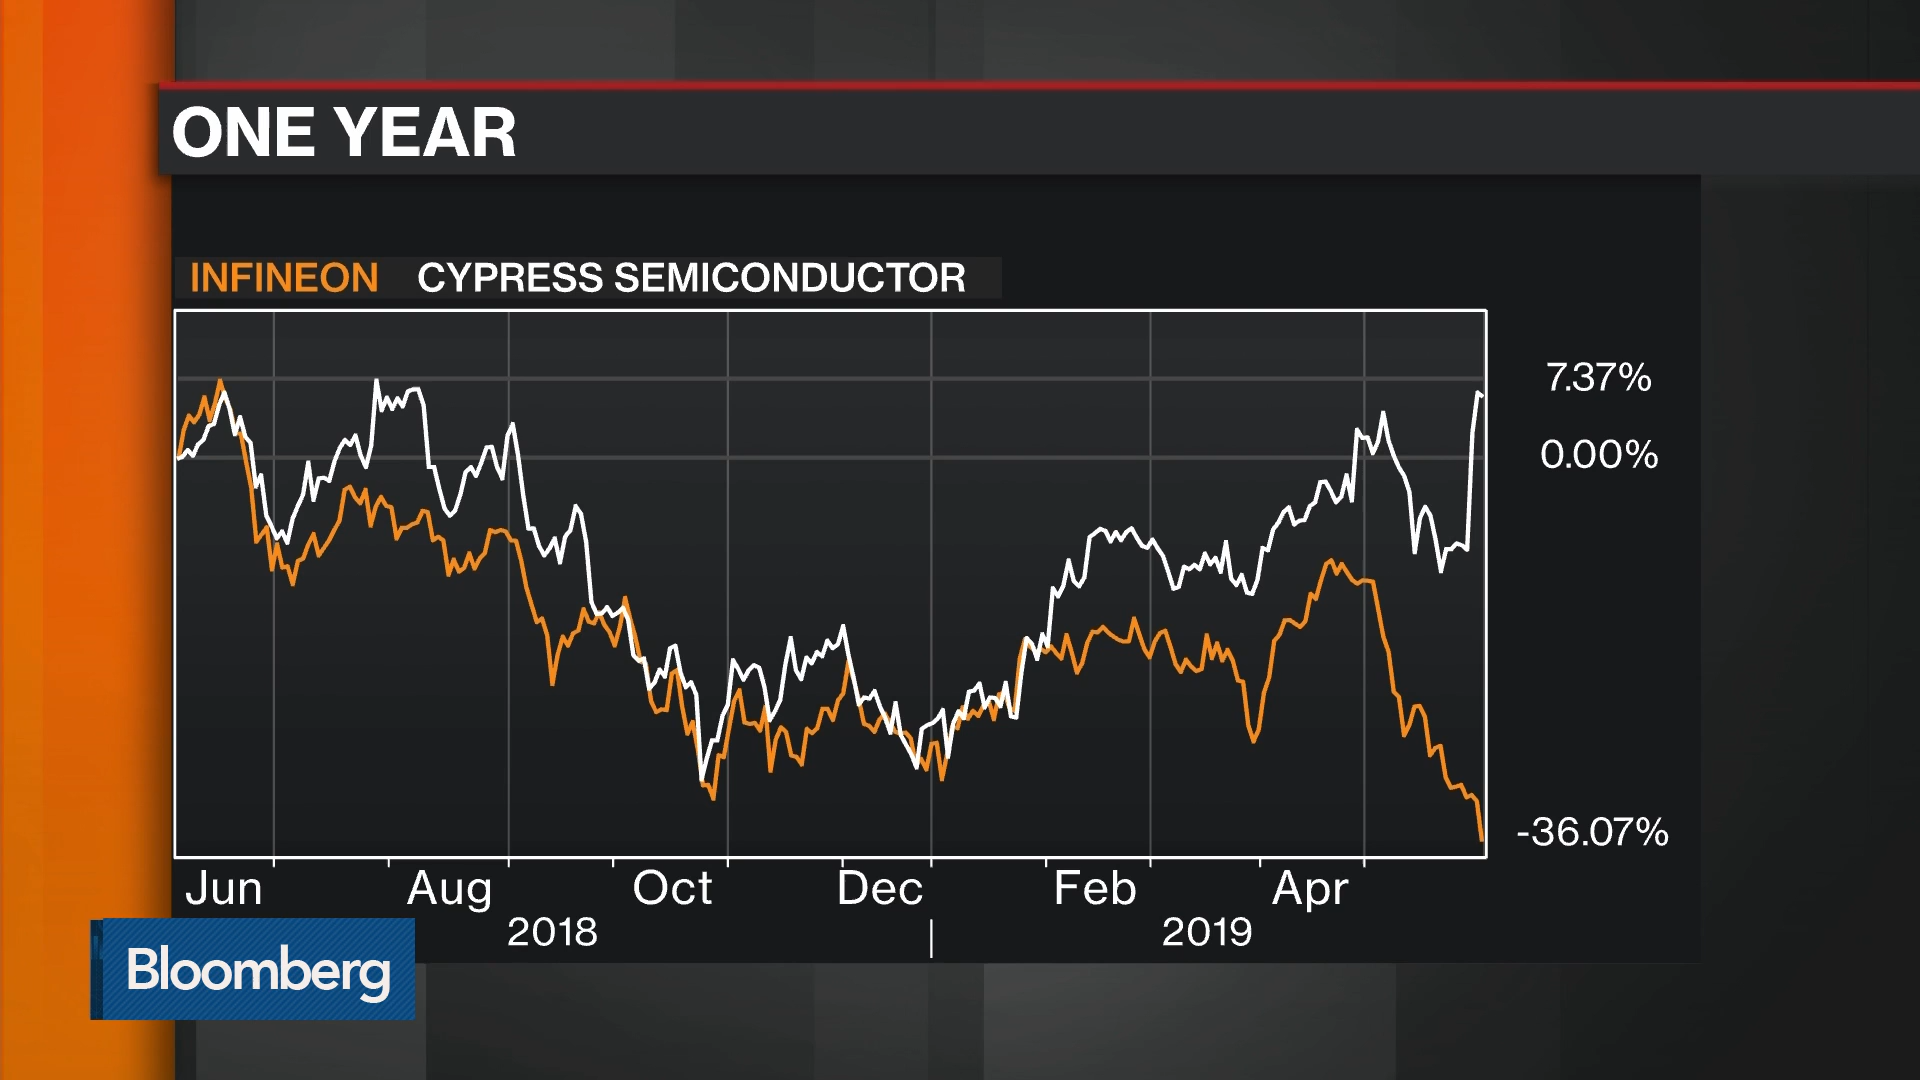 ONE YEAR
INFINEON CYPRESS SEMICONDUCTOR
7.37%
0.00%
-36.07%
Jun Aug Oct Dec Feb Apr
2018 2019
Bloomberg